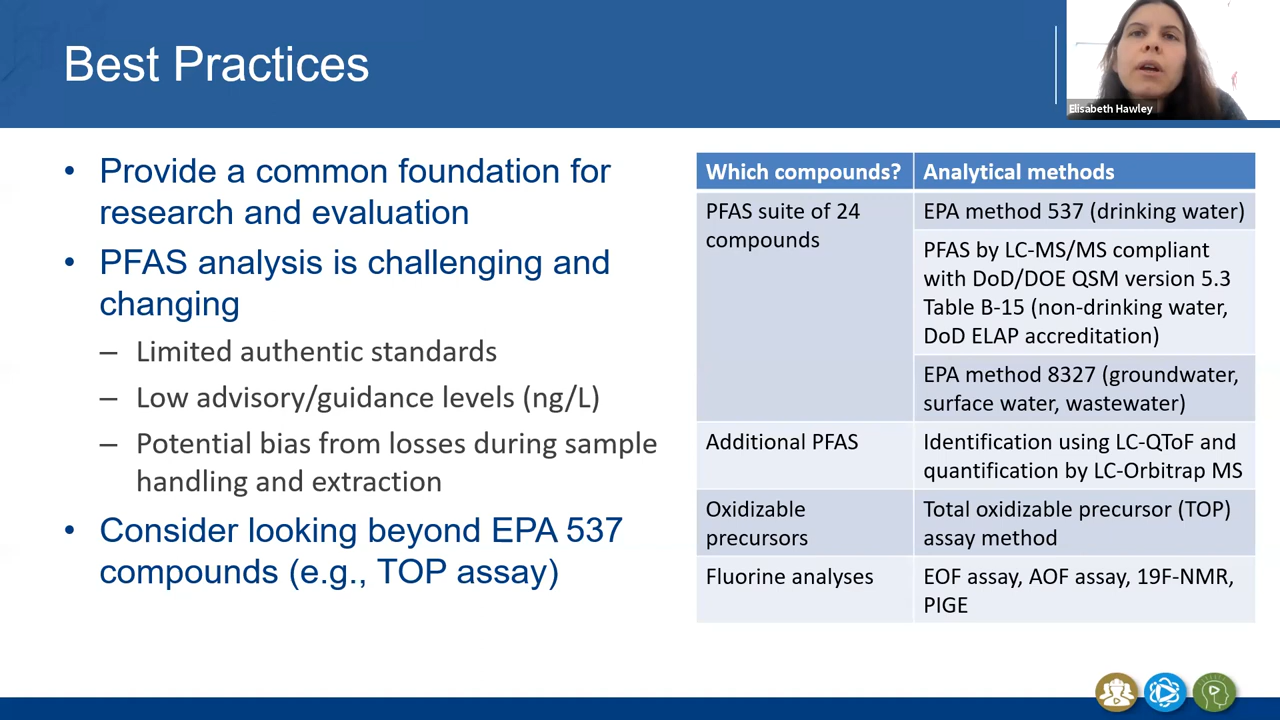 Best Practices
Elisabeth Hawley
• Provide a common foundation for
research and evaluation
• PFAS analysis is challenging and
changing
– Limited authentic standards
– Low advisory/guidance levels (ng/L)
– Potential bias from losses during sample
handling and extraction
• Consider looking beyond EPA 537
compounds (e.g., TOP assay)
Which compounds? Analytical methods
PFAS suite of 24
compounds
EPA method 537 (drinking water)
PFAS by LC-MS/MS compliant
with DoD/DOE QSM version 5.3
Table B-15 (non-drinking water,
DoD ELAP accreditation)
EPA method 8327 (groundwater,
surface water, wastewater)
Additional PFAS
Identification using LC-QToF and
quantification by LC-Orbitrap MS
Oxidizable
precursors
Total oxidizable precursor (TOP)
assay method
Fluorine analyses
EOF assay, AOF assay, 19F-NMR,
PIGE